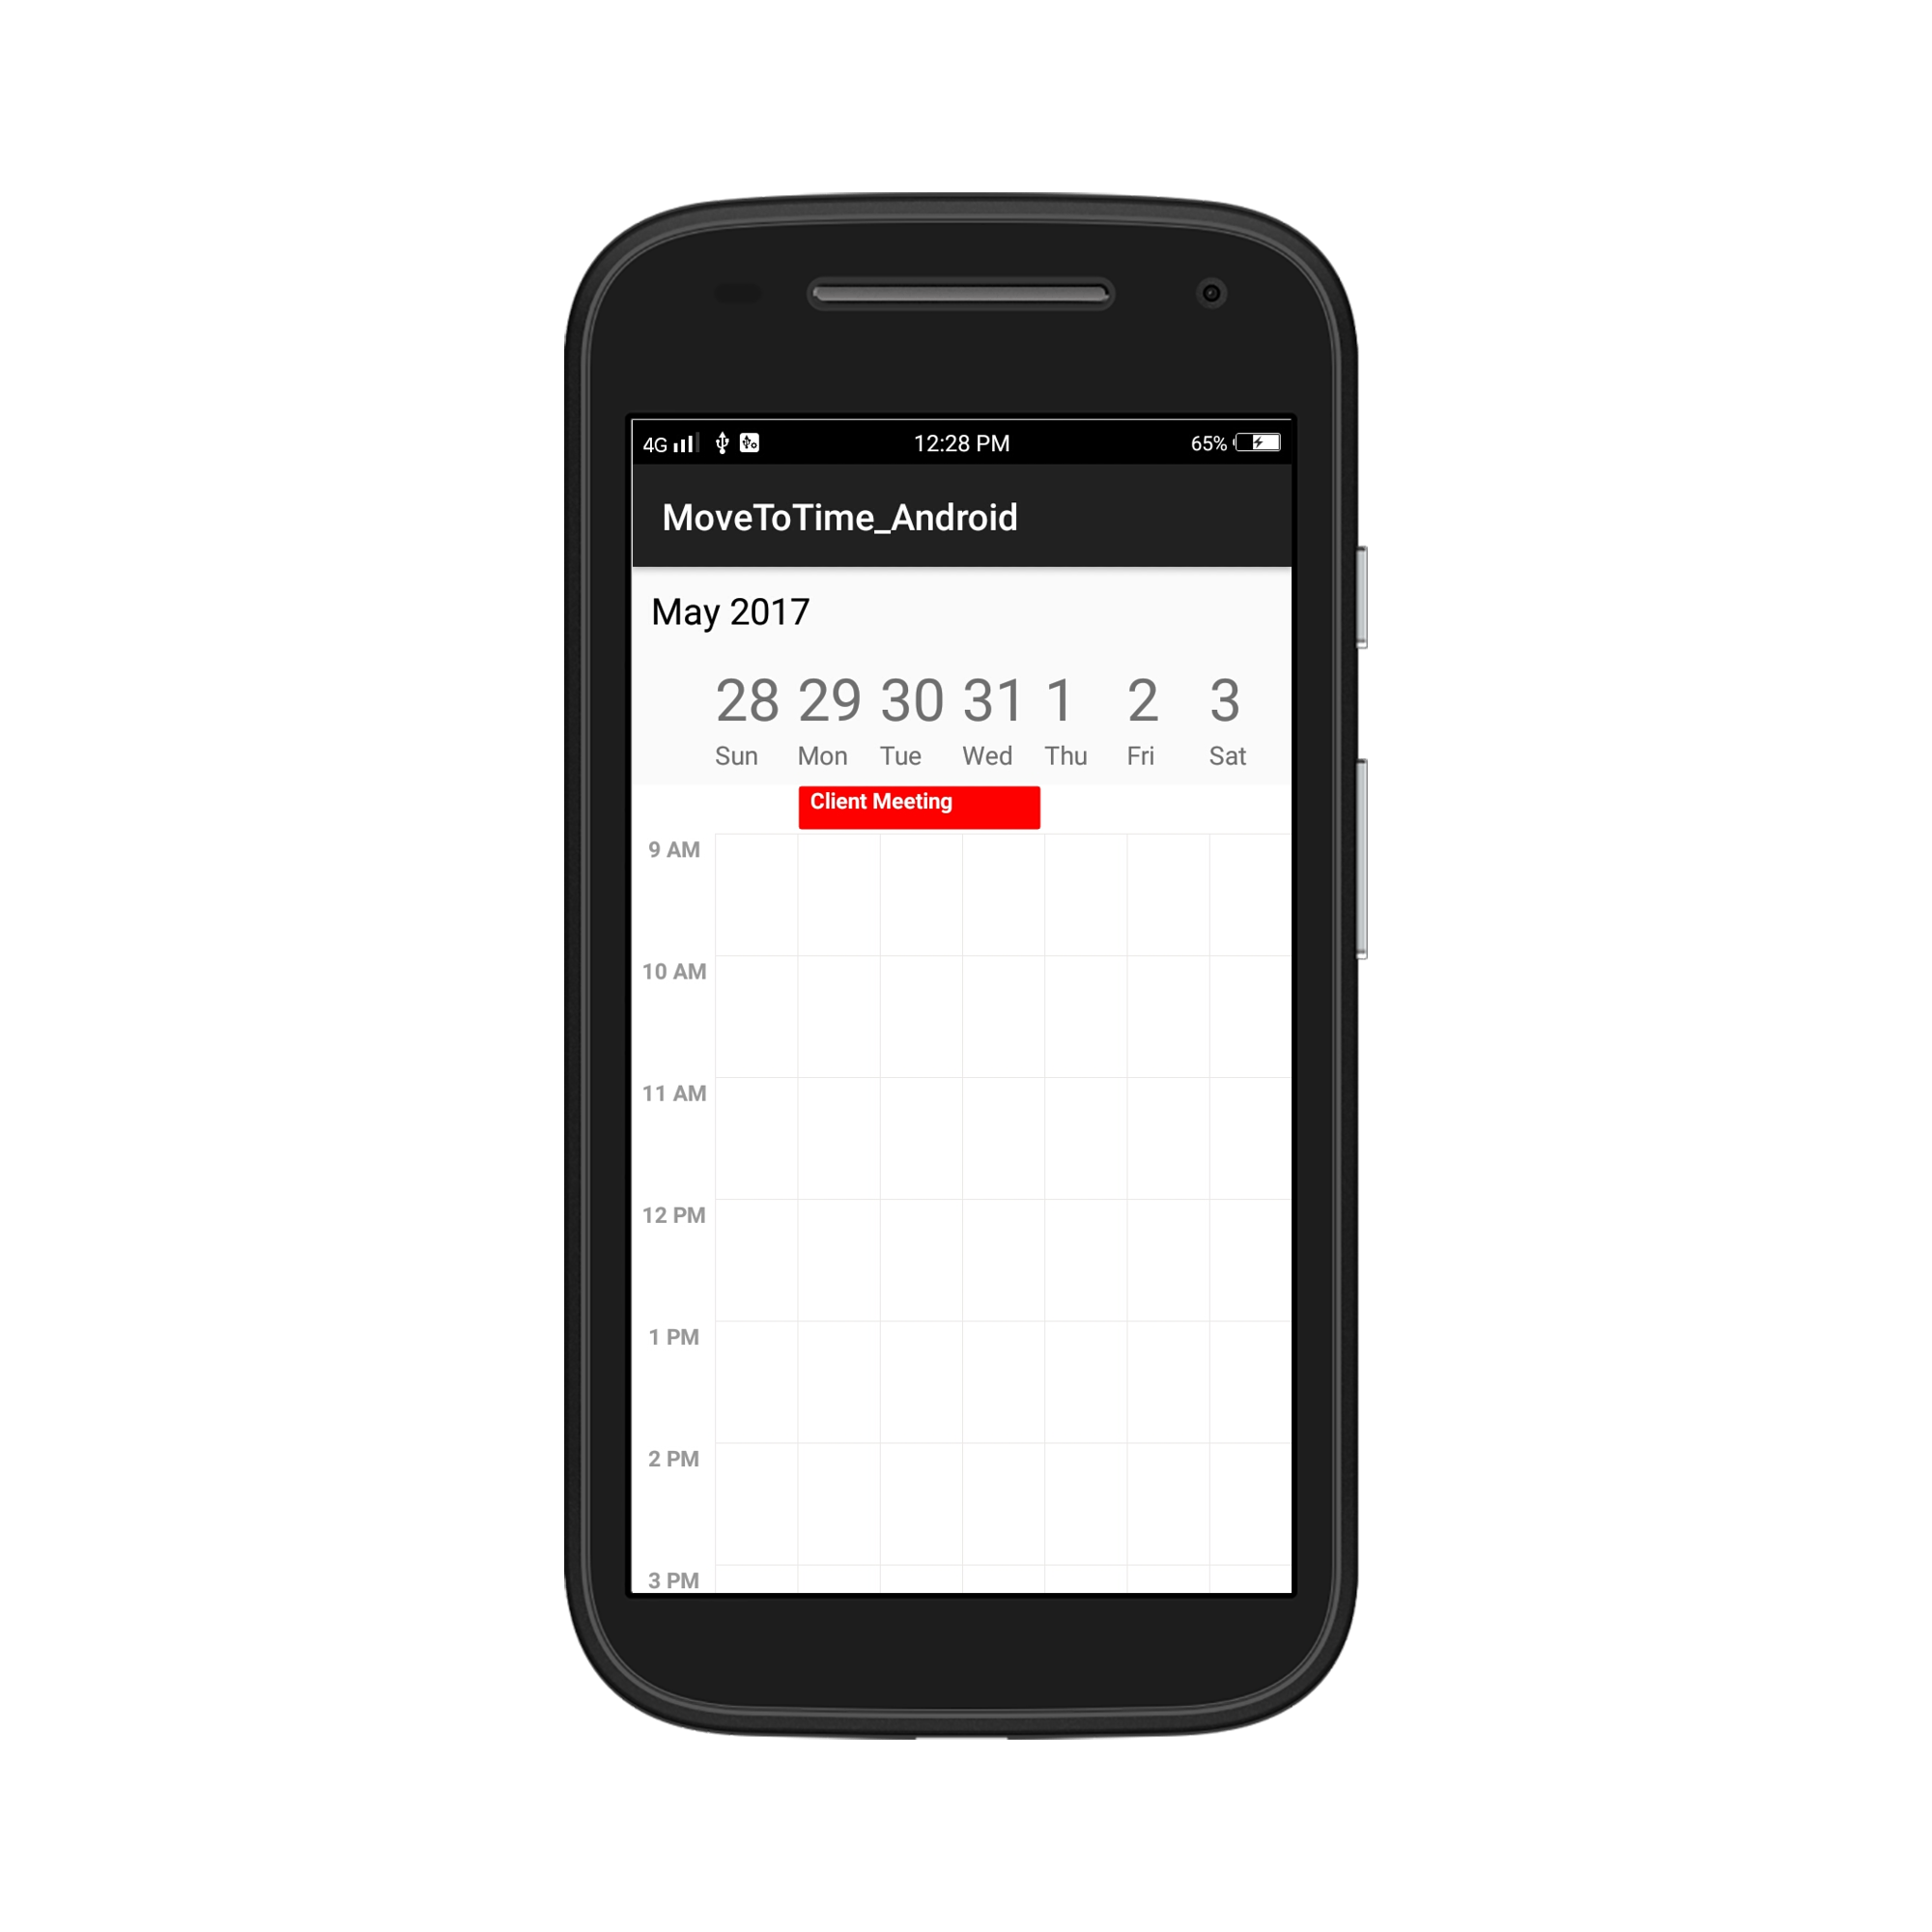 4G 12:28 PM 65%
MoveToTime_Android
May 2017
28 29 30 31 1 2 3
Sun Mon Tue Wed Thu Fri Sat
Client Meeting
9 AM
10 AM
11 AM
12 PM
1 PM
2 PM
3 PM